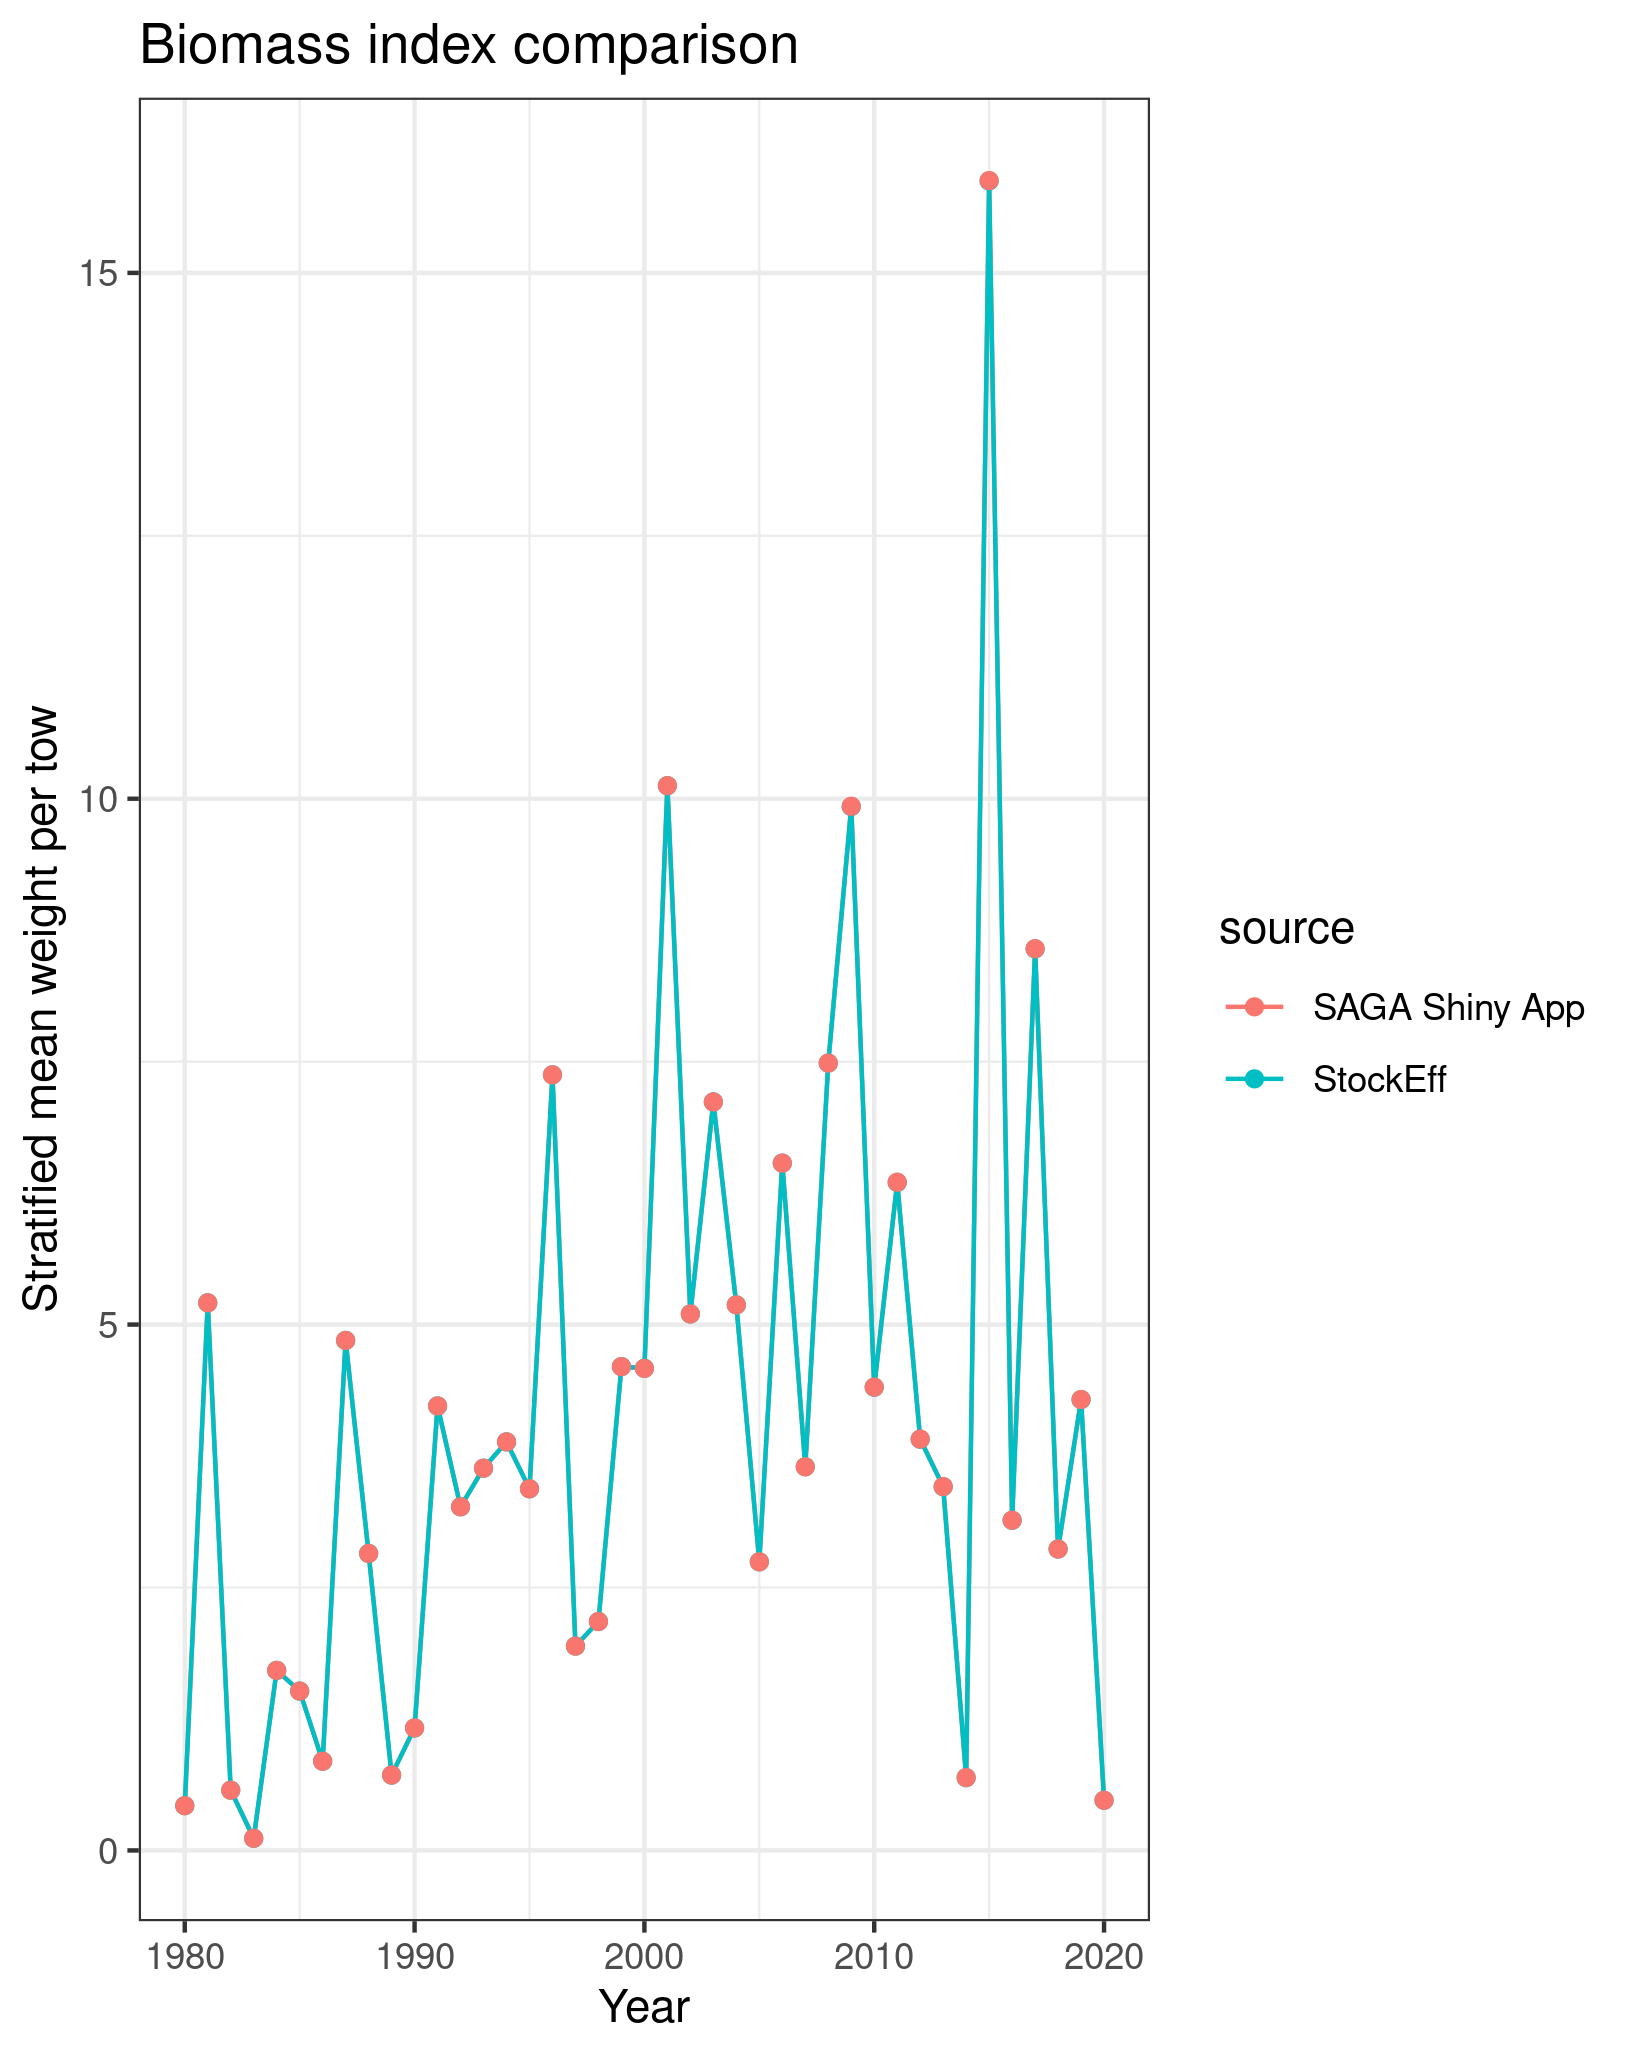 Biomass index comparison
Stratified mean weight per tow
15
10
5
0
1980 1990 2000 2010 2020
Year
source
SAGA Shiny App
StockEff